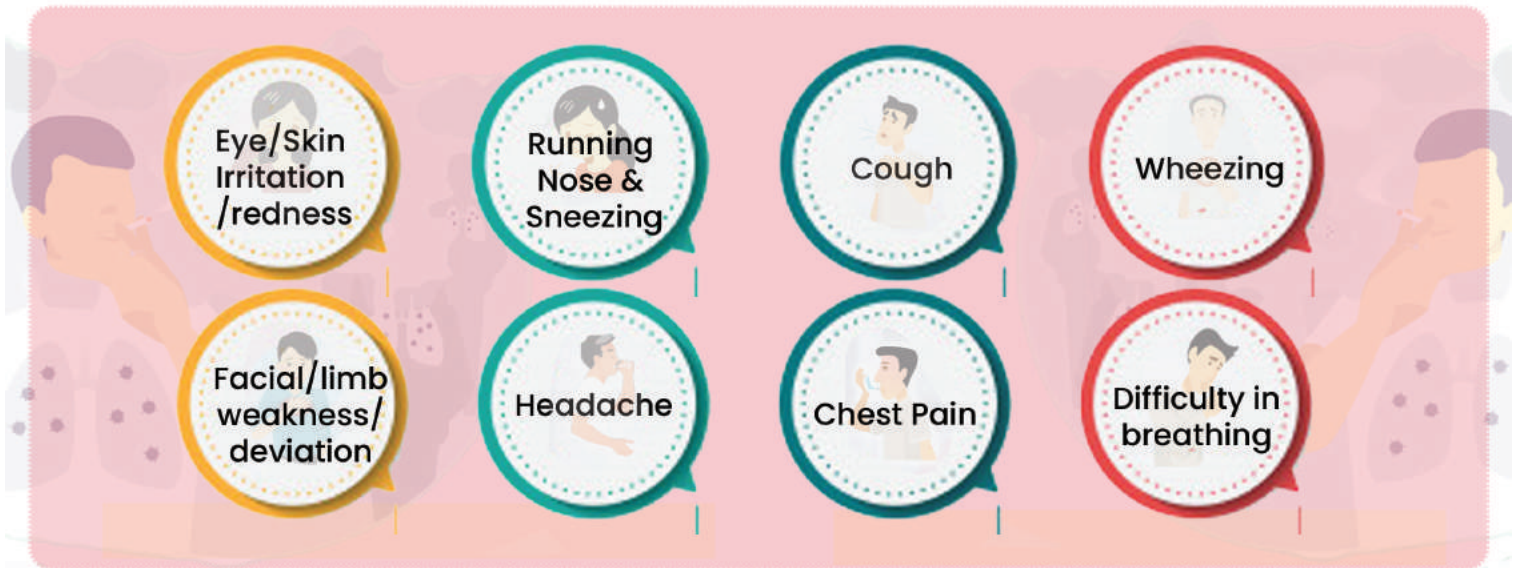 Eye/Skin
Irritation
/redness
Running
Nose &
Sneezing
Cough
Wheezing
Facial/limb
weakness/
deviation
Headache
Chest Pain
Difficulty in
breathing